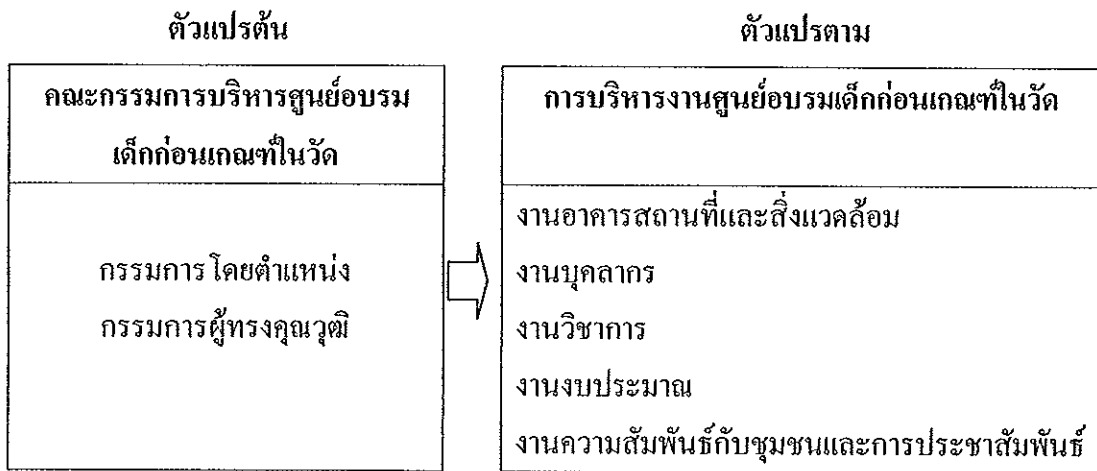 ตัวแปรต้น
ตัวแปรตาม
คณะกรรมการบริหารศูนย์อบรม
เด็กก่อนเกณฑ์ในวัด
กรรมการโดยตำแหน่ง
กรรมการผู้ทรงคุณวุฒิ
การบริหารงานศูนย์อบรมเด็กก่อนเกณฑ์ในวัด
งานอาคารสถานที่และสิ่งแวดล้อม
งานบุคลากร
งานวิชาการ
งานงบประมาณ
งานความสัมพันธ์กับชุมชนและการประชาสัมพันธ์